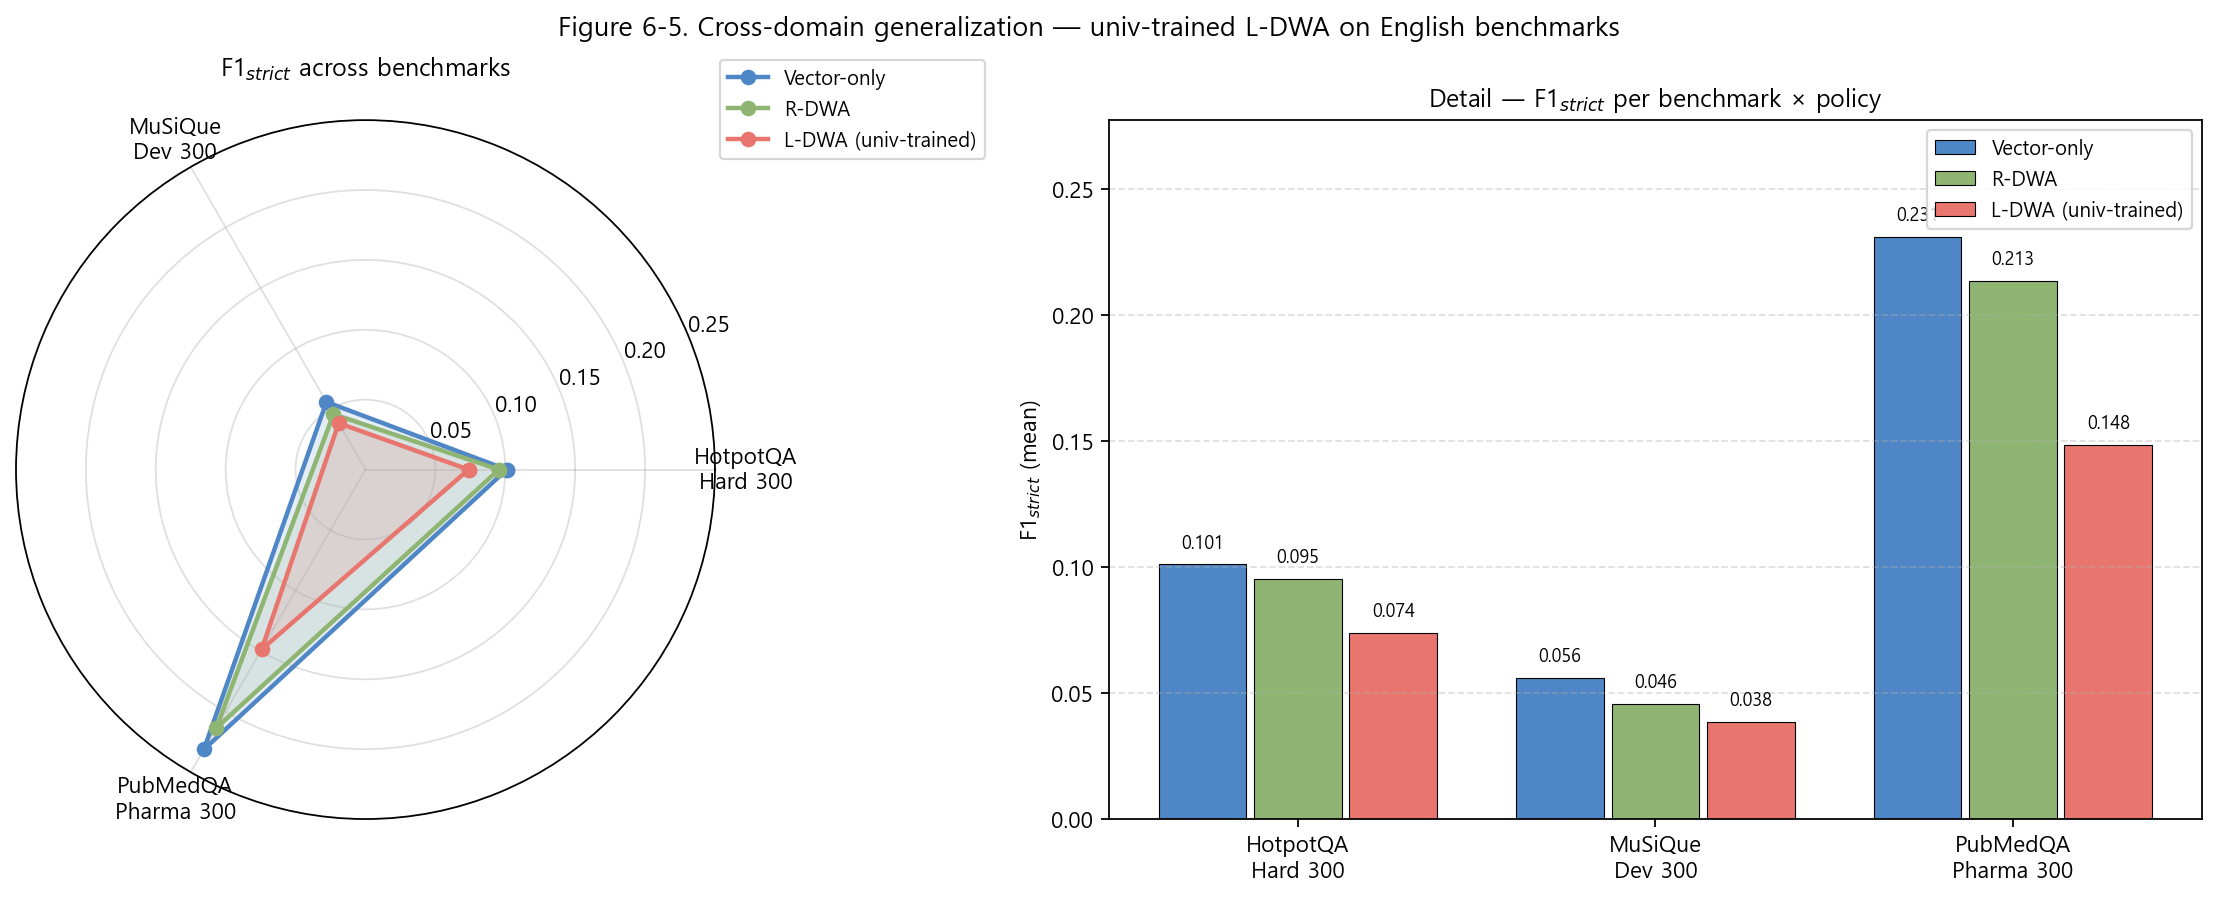 Figure 6-5. Cross-domain generalization — univ-trained L-DWA on English benchmarks
F1strict across benchmarks
Vector-only
R-DWA
L-DWA (univ-trained)
MuSiQue
Dev 300
0.25
0.20
0.15
0.10
0.05
HotpotQA
Hard 300
PubMedQA
Pharma 300
Detail — F1strict per benchmark × policy
Vector-only
R-DWA
L-DWA (univ-trained)
F1strict (mean)
0.25
0.20
0.15
0.10
0.05
0.00
0.101
0.095
0.074
0.056
0.046
0.038
0.213
0.148
HotpotQA
Hard 300
MuSiQue
Dev 300
PubMedQA
Pharma 300